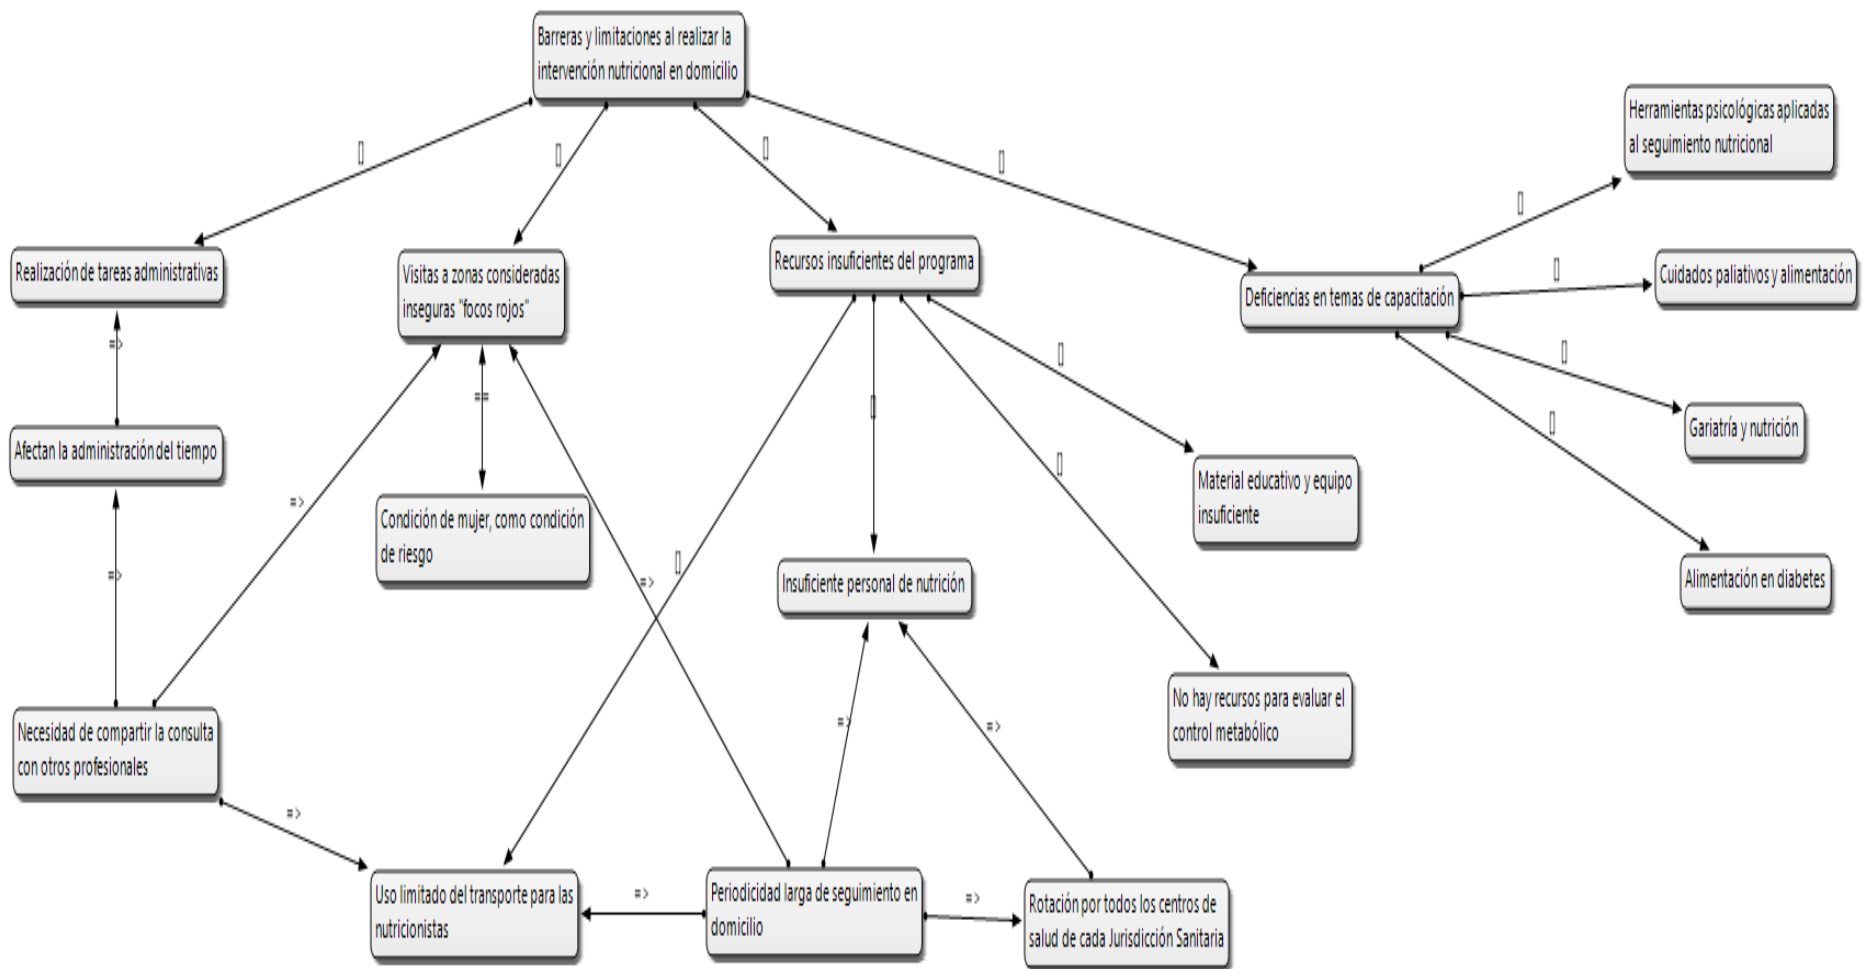 Barreras y limitaciones al realizar la
intervención nutricional en domicilio
Herramientas psicológicas aplicadas
al seguimiento nutricional
Realización de tareas administrativas
Visitas a zonas consideradas
inseguras "focos rojos"
Recursos insuficientes del programa
Deficiencias en temas de capacitación
Cuidados paliativos y alimentación
=>
==
Afectan la administración del tiempo
Gariatría y nutrición
=>
Condición de mujer, como condición
de riesgo
Material educativo y equipo
insuficiente
=>
=>
Insuficiente personal de nutrición
Alimentación en diabetes
Necesidad de compartir la consulta
con otros profesionales
=>
=>
No hay recursos para evaluar el
control metabólico
=>
Uso limitado del transporte para las
nutricionistas
=>
Periodicidad larga de seguimiento en
domicilio
=>
Rotación por todos los centros de
salud de cada Jurisdicción Sanitaria